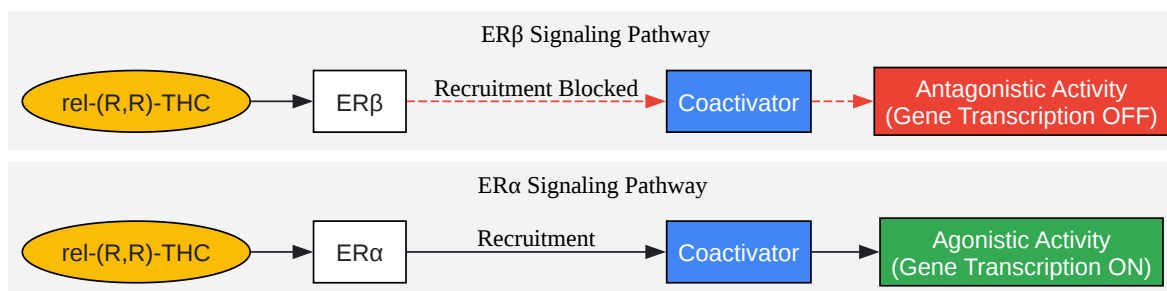 ERβ Signaling Pathway
rel-(R,R)-THC
ERβ
Recruitment Blocked
Coactivator
Antagonistic Activity
(Gene Transcription OFF)
ERα Signaling Pathway
rel-(R,R)-THC
ERα
Recruitment
Coactivator
Agonistic Activity
(Gene Transcription ON)